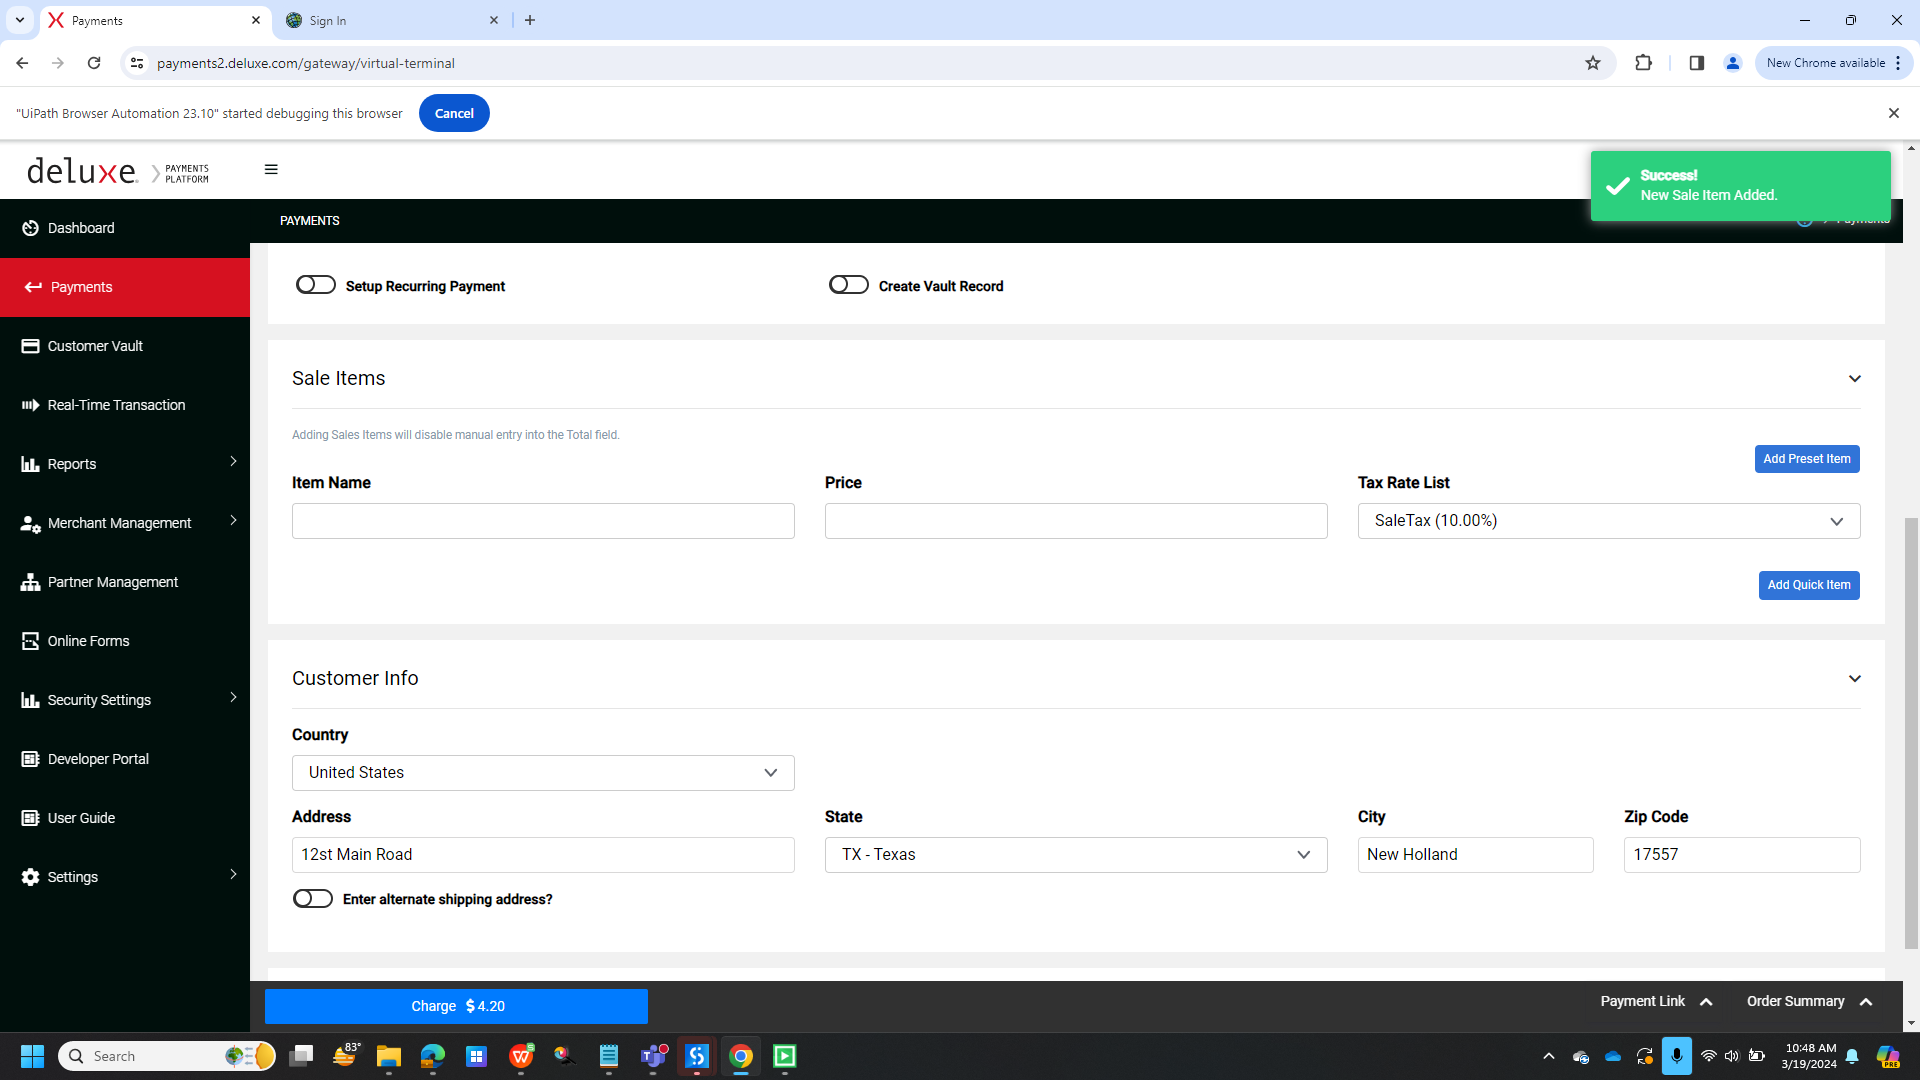 Payments
Sign In
payments2.deluxe.com/gateway/virtual-terminal
New Chrome available
"UiPath Browser Automation 23.10" started debugging this browser
Cancel
deluxe. PAYMENTS
PLATFORM
Success!
New Sale Item Added.
Dashboard
PAYMENTS
Payments
Payments
Setup Recurring Payment
Create Vault Record
Customer Vault
Sale Items
Real-Time Transaction
Adding Sales Items will disable manual entry into the Total field.
Add Preset Item
Reports
Item Name
Price
Tax Rate List
Merchant Management
SaleTax (10.00%)
Partner Management
Add Quick Item
Online Forms
Customer Info
Security Settings
Country
Developer Portal
United States
User Guide
Address
State
City
Zip Code
12st Main Road
TX - Texas
New Holland
17557
Settings
Enter alternate shipping address?
Charge $ 4.20
Payment Link
Order Summary
Search
83°
10:48 AM
3/19/2024
PRE